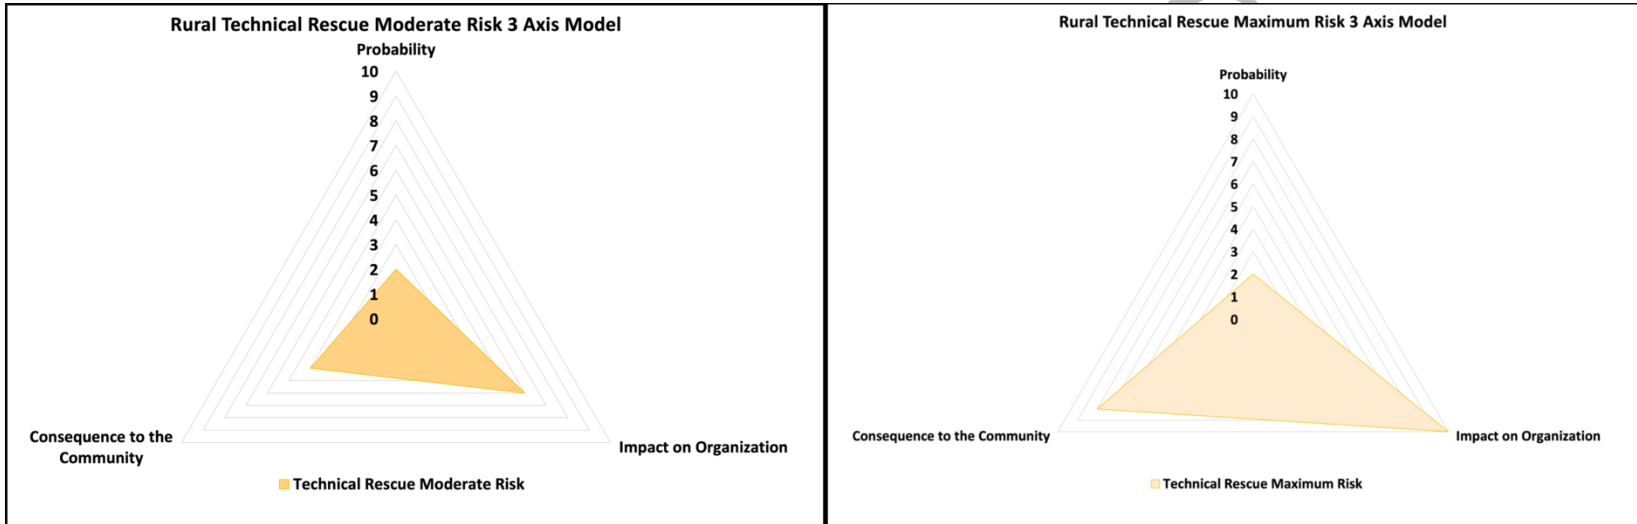 Rural Technical Rescue Moderate Risk 3 Axis Model
Probability
10
9
8
7
6
5
4
3
2
1
0
Consequence to the
Community
Impact on Organization
Technical Rescue Moderate Risk
Rural Technical Rescue Maximum Risk 3 Axis Model
Probability
10
9
8
7
6
5
4
3
2
1
0
Consequence to the Community
Impact on Organization
Technical Rescue Maximum Risk